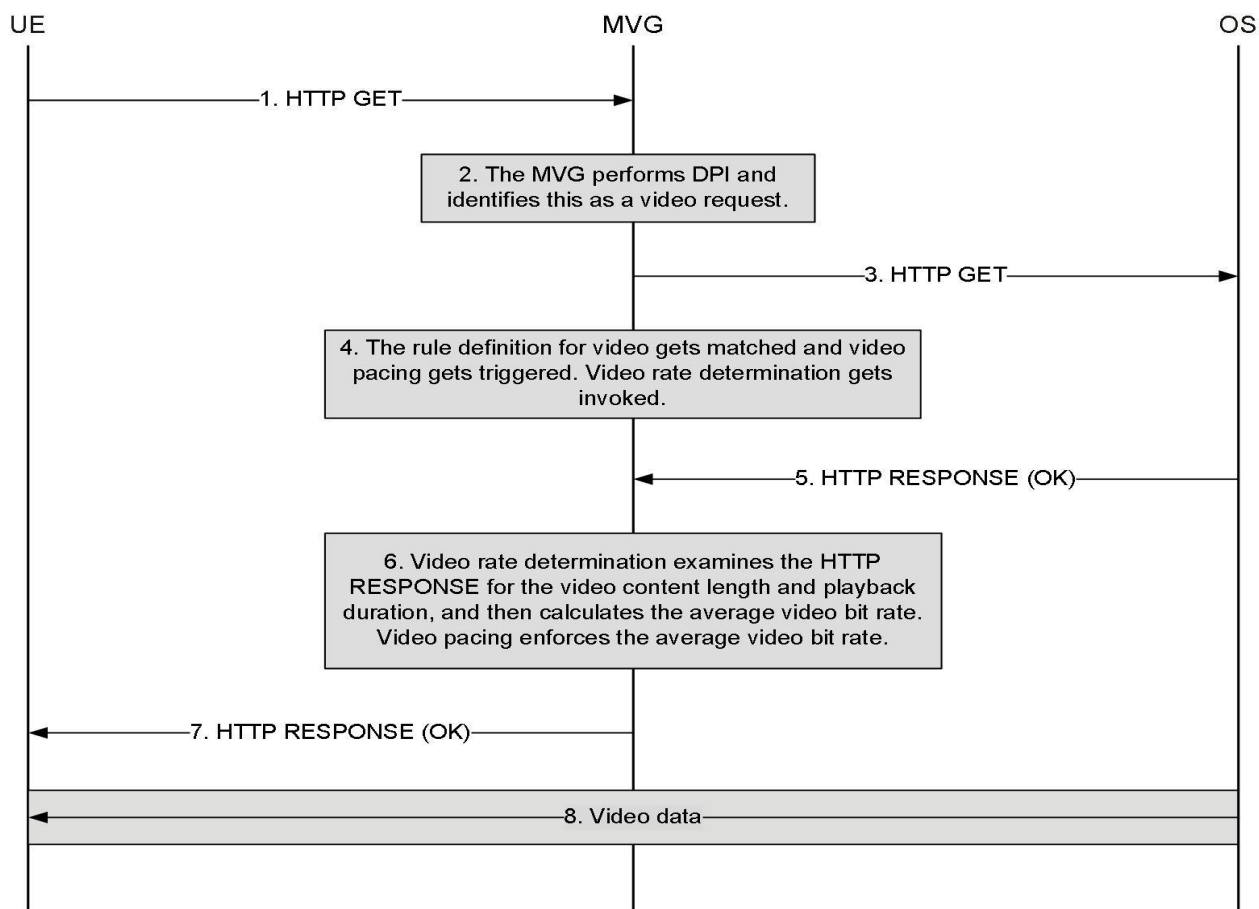 UE
MVG
OS
1. HTTP GET
2. The MVG performs DPI and
identifies this as a video request.
3. HTTP GET
4. The rule definition for video gets matched and video
pacing gets triggered. Video rate determination gets
invoked.
5. HTTP RESPONSE (OK)
6. Video rate determination examines the HTTP
RESPONSE for the video content length and playback
duration, and then calculates the average video bit rate.
Video pacing enforces the average video bit rate.
7. HTTP RESPONSE (OK)
8. Video data